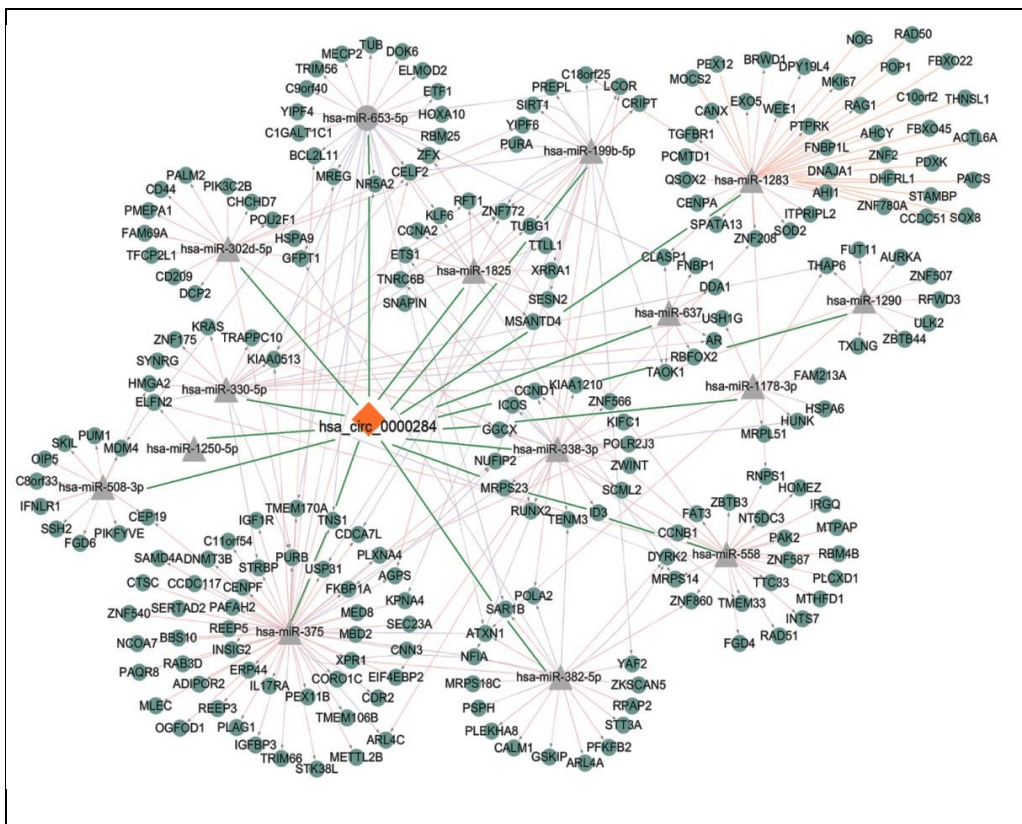 TUB
MECP2
DOK6
TRIM56
ELMOD2
C9orf40
ETF1
YIPF4
hsa-miR-653-5p
HOXA10
C1GALT1C1
RBM25
BCL2L11
ZFX
MREG
NR5A2
CELF2
C18orf25
PREPL
LCOR
SIRT1
CRIPT
YIPF6
PURA
hsa-miR-199b-5p
NOG
RAD50
PEX12
BRWD1
DPY19L4
POP1
FBXO22
MOCS2
MKI67
EXO5
WEE1
C10orf2
THNSL1
CANX
RAG1
TGFBR1
PTPRK
AHCY
FBXO45
ACTL6A
PCMTD1
FNBP1L
ZNF2
PDXK
QSOX2
hsa-miR-1283
DNAJA1
DHFRL1
PAICS
AHI1
STAMBP
CENPA
ITPRIPL2
ZNF780A
CCDC51
SOX8
SPATA13
SOD2
ZNF208
PALM2
CD44
PIK3C2B
CHCHD7
PMEPA1
POU2F1
FAM69A
hsa-miR-302d-5p
HSPA9
TFCP2L1
GFPT1
CD209
DCP2
RFT1
KLF6
ZNF772
CCNA2
TUBG1
ETS1
TTLL1
hsa-miR-1825
TNRC6B
XRRA1
SNAPIN
SESN2
MSANTD4
CLASP1
FNBP1
DDA1
hsa-miR-637
USH1G
AR
RBFOX2
TAOK1
FUT11
THAP6
AURKA
ZNF507
hsa-miR-1290
RFWD3
ULK2
ZBTB44
TXLNG
KRAS
ZNF175
TRAPPC10
SYNRG
KIAA0513
HMGA2
hsa-miR-330-5p
ELFN2
hsa_circ_0000284
hsa-miR-1250-5p
PUM1
SKIL
MDM4
OIP5
C8orf33
hsa-miR-508-3p
IFNLR1
CEP19
SSH2
PIKFYVE
FGD6
KIAA1210
CCND1
ICOS
ZNF566
GGCX
KIFC1
hsa-miR-338-3p
POLR2J3
NUFIP2
ZWINT
MRPS23
SCML2
RUNX2
ID3
TENM3
hsa-miR-1178-3p
FAM213A
HSPA6
HUNK
MRPL51
RNPS1
HOMEZ
ZBTB3
IRGQ
FAT3
NT5DC3
MTPAP
CCNB1
PAK2
DYRK2
hsa-miR-558
ZNF587
RBM4B
MRPS14
TTC33
PLCXD1
ZNF860
TMEM33
MTHFD1
INTS7
RAD51
FGD4
TMEM170A
IGF1R
TNS1
CDCA7L
C11orf54
SAMD4A
DNMT3B
PURB
PLXNA4
STRBP
USP31
AGPS
CTSC
CCDC117
CENPF
FKBP1A
KPNA4
ZNF540
SERTAD2
PAFAH2
MED8
SEC23A
REEP5
hsa-miR-375
MBD2
NCOA7
BBS10
INSIG2
CNN3
RAB3D
XPR1
PAQR8
ERP44
CORO1C
EIF4EBP2
ADIPOR2
IL17RA
PEX11B
CDR2
MLEC
REEP3
TMEM106B
OGFOD1
PLAG1
ARL4C
IGFBP3
METTL2B
TRIM66
STK38L
POLA2
SAR1B
ATXN1
NFIA
YAF2
MRPS18C
hsa-miR-382-5p
ZKSCAN5
PSPH
RPAP2
PLEKHA8
STT3A
CALM1
PFKFB2
GSKIP
ARL4A